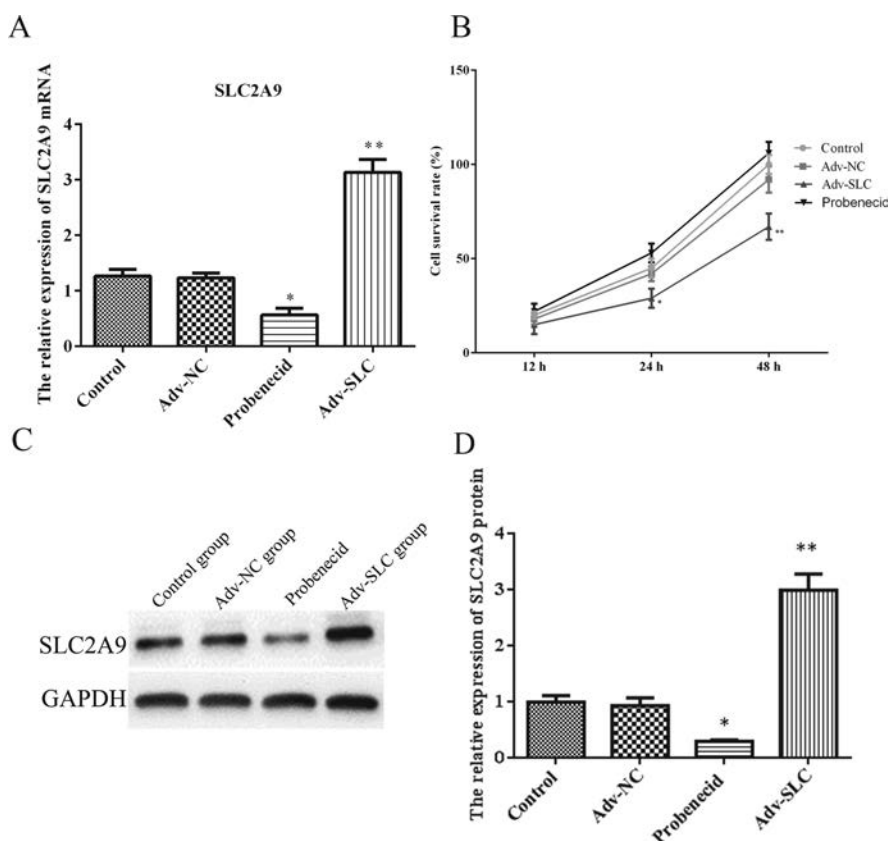 A
SLC2A9
The relative expression of SLC2A9 mRNA
4
3
2
1
0
**
*
Control
Adv-NC
Probenecid
Adv-SLC
B
Cell survival rate (%)
150
100
50
0
12 h
24 h
48 h
*
**
Control
Adv-NC
Adv-SLC
Probenecid
C
Control group
Adv-NC group
Probenecid
Adv-SLC group
SLC2A9
GAPDH
D
The relative expression of SLC2A9 protein
4
3
2
1
0
*
**
Control
Adv-NC
Probenecid
Adv-SLC